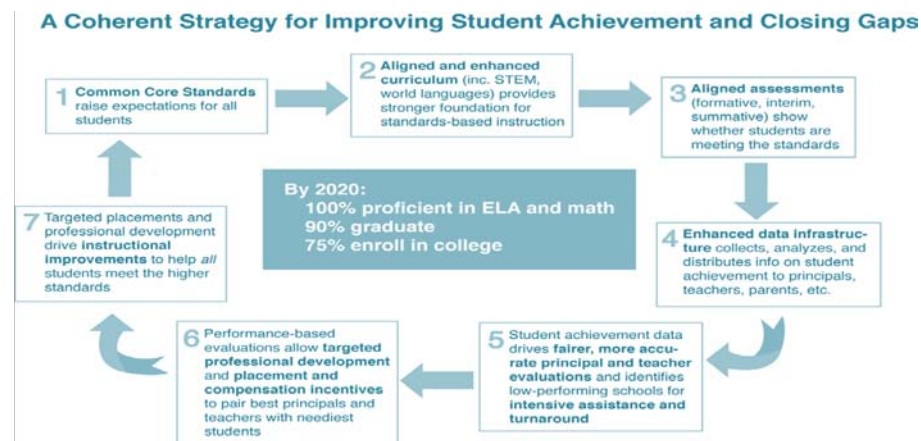 A Coherent Strategy for Improving Student Achievement and Closing Gaps
1 Common Core Standards
raise expectations for all
students
2 Aligned and enhanced
curriculum (inc. STEM,
world languages) provides
stronger foundation for
standards-based instruction
3 Aligned assessments
(formative, interim,
summative) show
whether students are
meeting the standards
By 2020:
100% proficient in ELA and math
90% graduate
75% enroll in college
4 Enhanced data infrastruc-
ture collects, analyzes, and
distributes info on student
achievement to principals,
teachers, parents, etc.
5 Student achievement data
drives fairer, more accu-
rate principal and teacher
evaluations and identifies
low-performing schools for
intensive assistance and
turnaround
6 Performance-based
evaluations allow targeted
professional development
and placement and
compensation incentives
to pair best principals and
teachers with neediest
students
7 Targeted placements and
professional development
drive instructional
improvements to help all
students meet the higher
standards